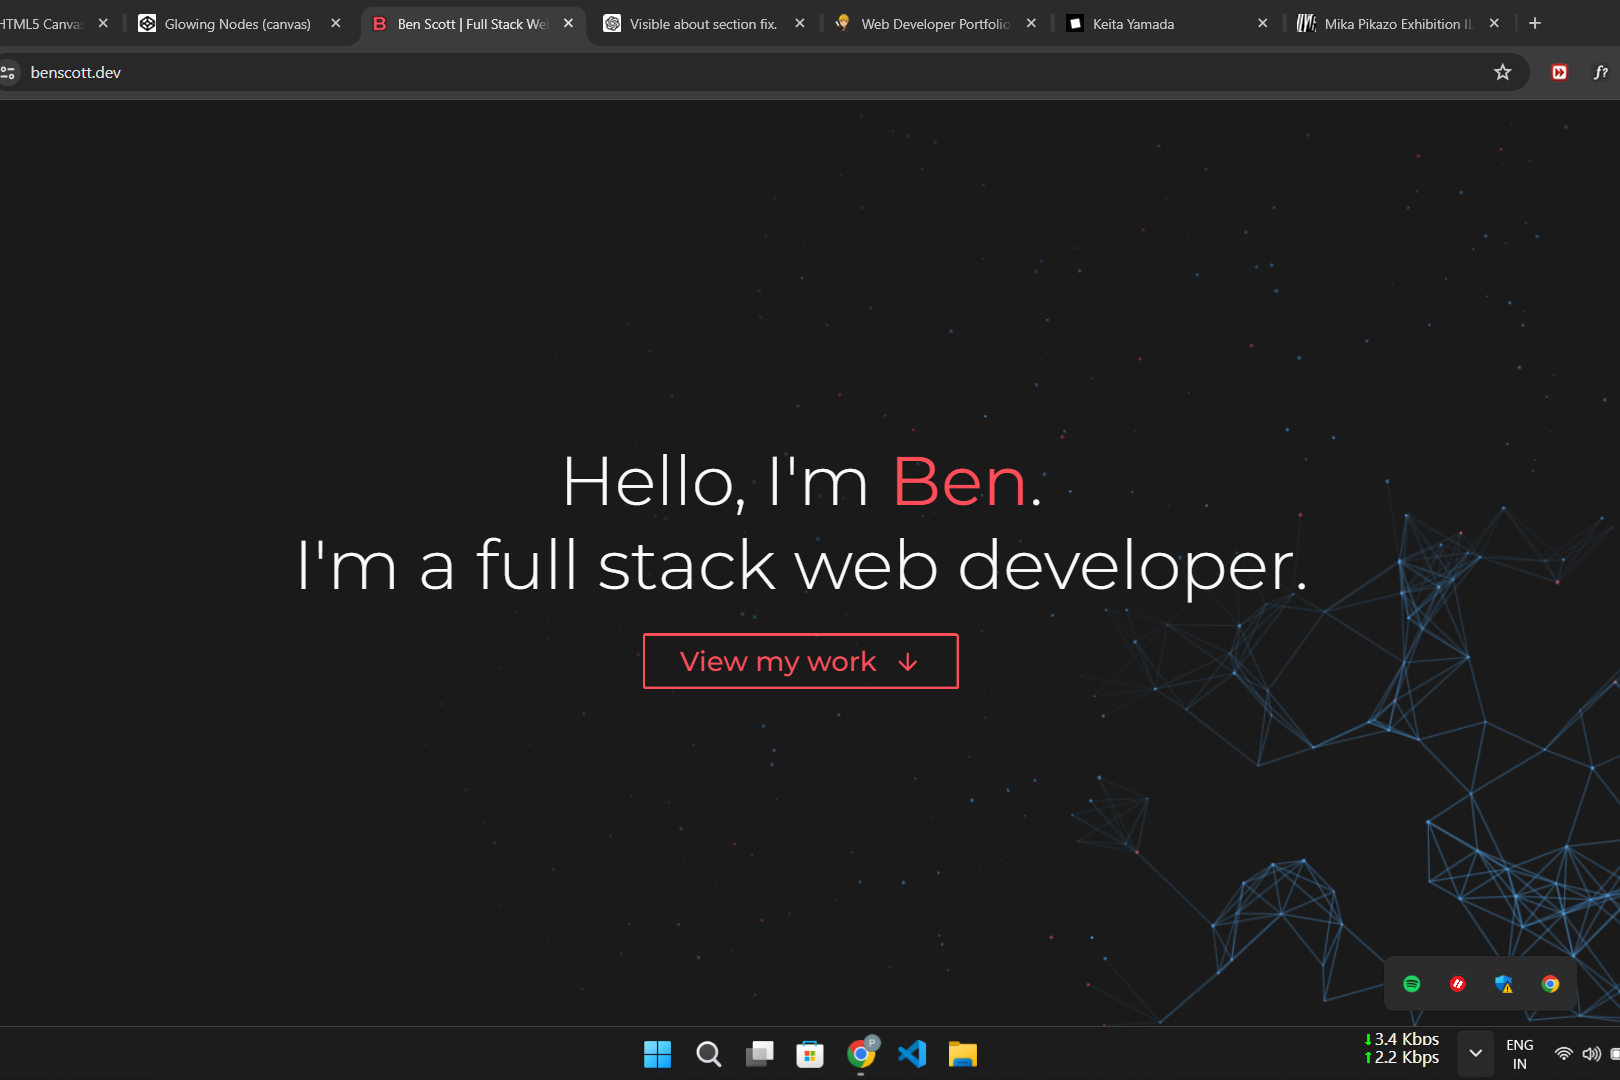 HTML5 Canva
Glowing Nodes (canvas)
B
Ben Scott | Full Stack We
Visible about section fix.
Web Developer Portfolio
Keita Yamada
Mika Pikazo Exhibition IL
benscott.dev
f?
Hello, I'm Ben.
I'm a full stack web developer.
View my work
P
3.4 Kbps
2.2 Kbps
ENG
IN